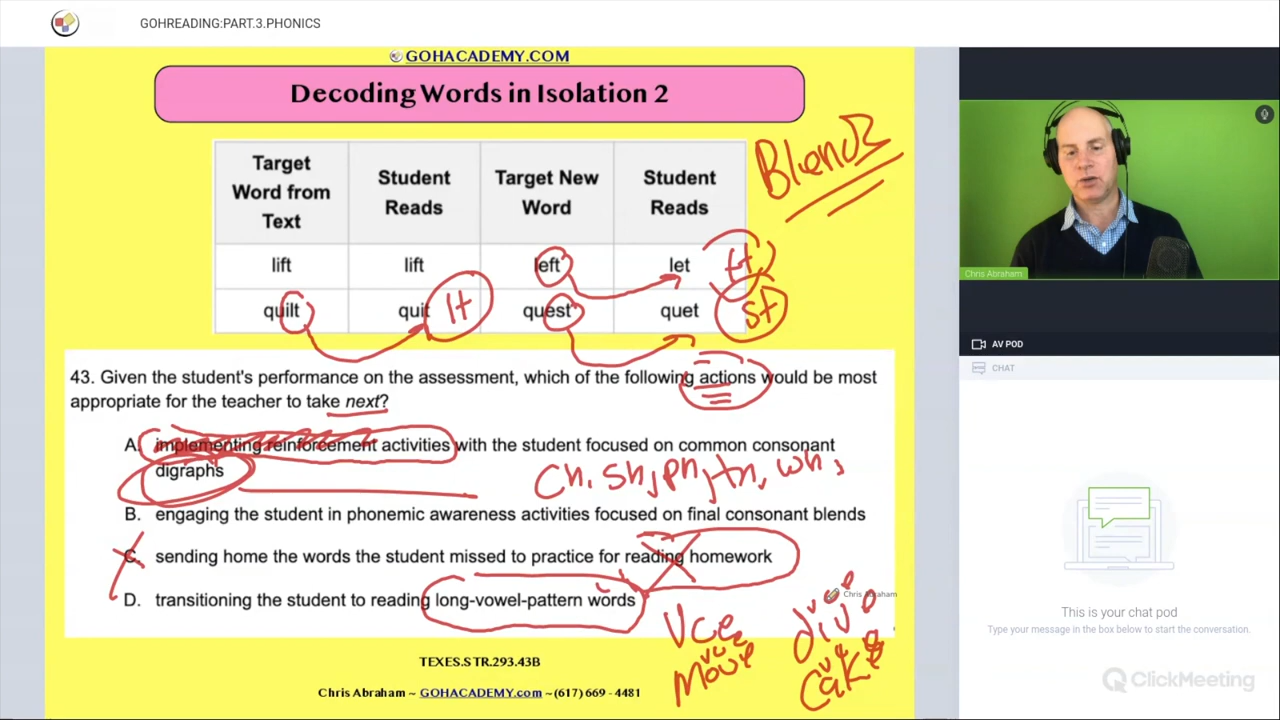 GOHREADING:PART.3.PHONICS
GOHACADEMY.COM
Decoding Words in Isolation 2
Target Word from Text
Student Reads
Target New Word
Student Reads
Blends
lift lift left let ft
quilt quit lt quest quet st
43. Given the student's performance on the assessment, which of the following actions would be most
appropriate for the teacher to take next?
A. implementing reinforcement activities with the student focused on common consonant
digraphs
Ch, Sh, ph, th, wh,
B. engaging the student in phonemic awareness activities focused on final consonant blends
C. sending home the words the student missed to practice for reading homework
D. transitioning the student to reading long-vowel-pattern words
Vce
move
dive
cake
Chris Abraham
TEXES.STR.293.43B
Chris Abraham ~ GOHACADEMY.com ~(617) 669 - 4481
Chris Abraham
AV POD
CHAT
This is your chat pod
Type your message in the box below to start the conversation.
ClickMeeting